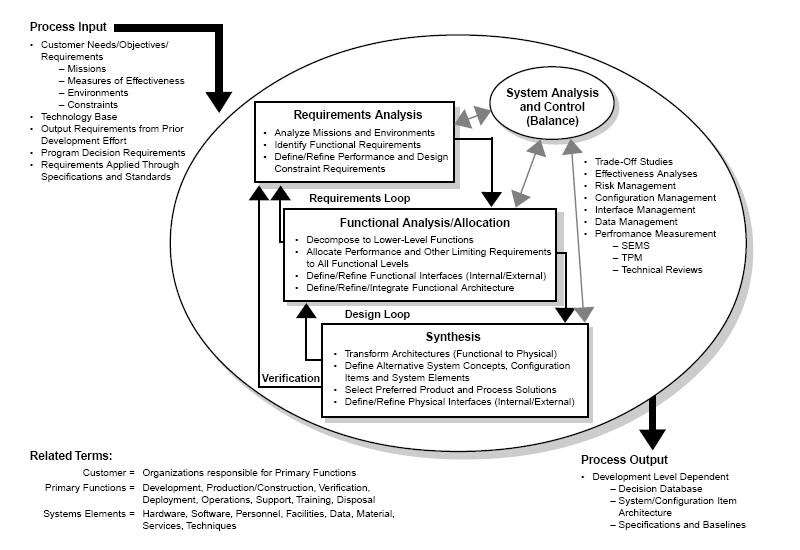 Process Input
• Customer Needs/Objectives/
Requirements
– Missions
– Measures of Effectiveness
– Environments
– Constraints
• Technology Base
• Output Requirements from Prior
Development Effort
• Program Decision Requirements
• Requirements Applied Through
Specifications and Standards
System Analysis
and Control
(Balance)
Requirements Analysis
• Analyze Missions and Environments
• Identify Functional Requirements
• Define/Refine Performance and Design
Constraint Requirements
• Trade-Off Studies
• Effectiveness Analyses
• Risk Management
• Configuration Management
• Interface Management
• Data Management
• Perfromance Measurement
– SEMS
– TPM
– Technical Reviews
Requirements Loop
Functional Analysis/Allocation
• Decompose to Lower-Level Functions
• Allocate Performance and Other Limiting Requirements
to All Functional Levels
• Define/Refine Functional Interfaces (Internal/External)
• Define/Refine/Integrate Functional Architecture
Design Loop
Synthesis
• Transform Architectures (Functional to Physical)
• Define Alternative System Concepts, Configuration
Items and System Elements
• Select Preferred Product and Process Solutions
• Define/Refine Physical Interfaces (Internal/External)
Verification
Related Terms:
Customer = Organizations responsible for Primary Functions
Primary Functions = Development, Production/Construction, Verification,
Deployment, Operations, Support, Training, Disposal
Systems Elements = Hardware, Software, Personnel, Facilities, Data, Material,
Services, Techniques
Process Output
• Development Level Dependent
– Decision Database
– System/Configuration Item
Architecture
– Specifications and Baselines